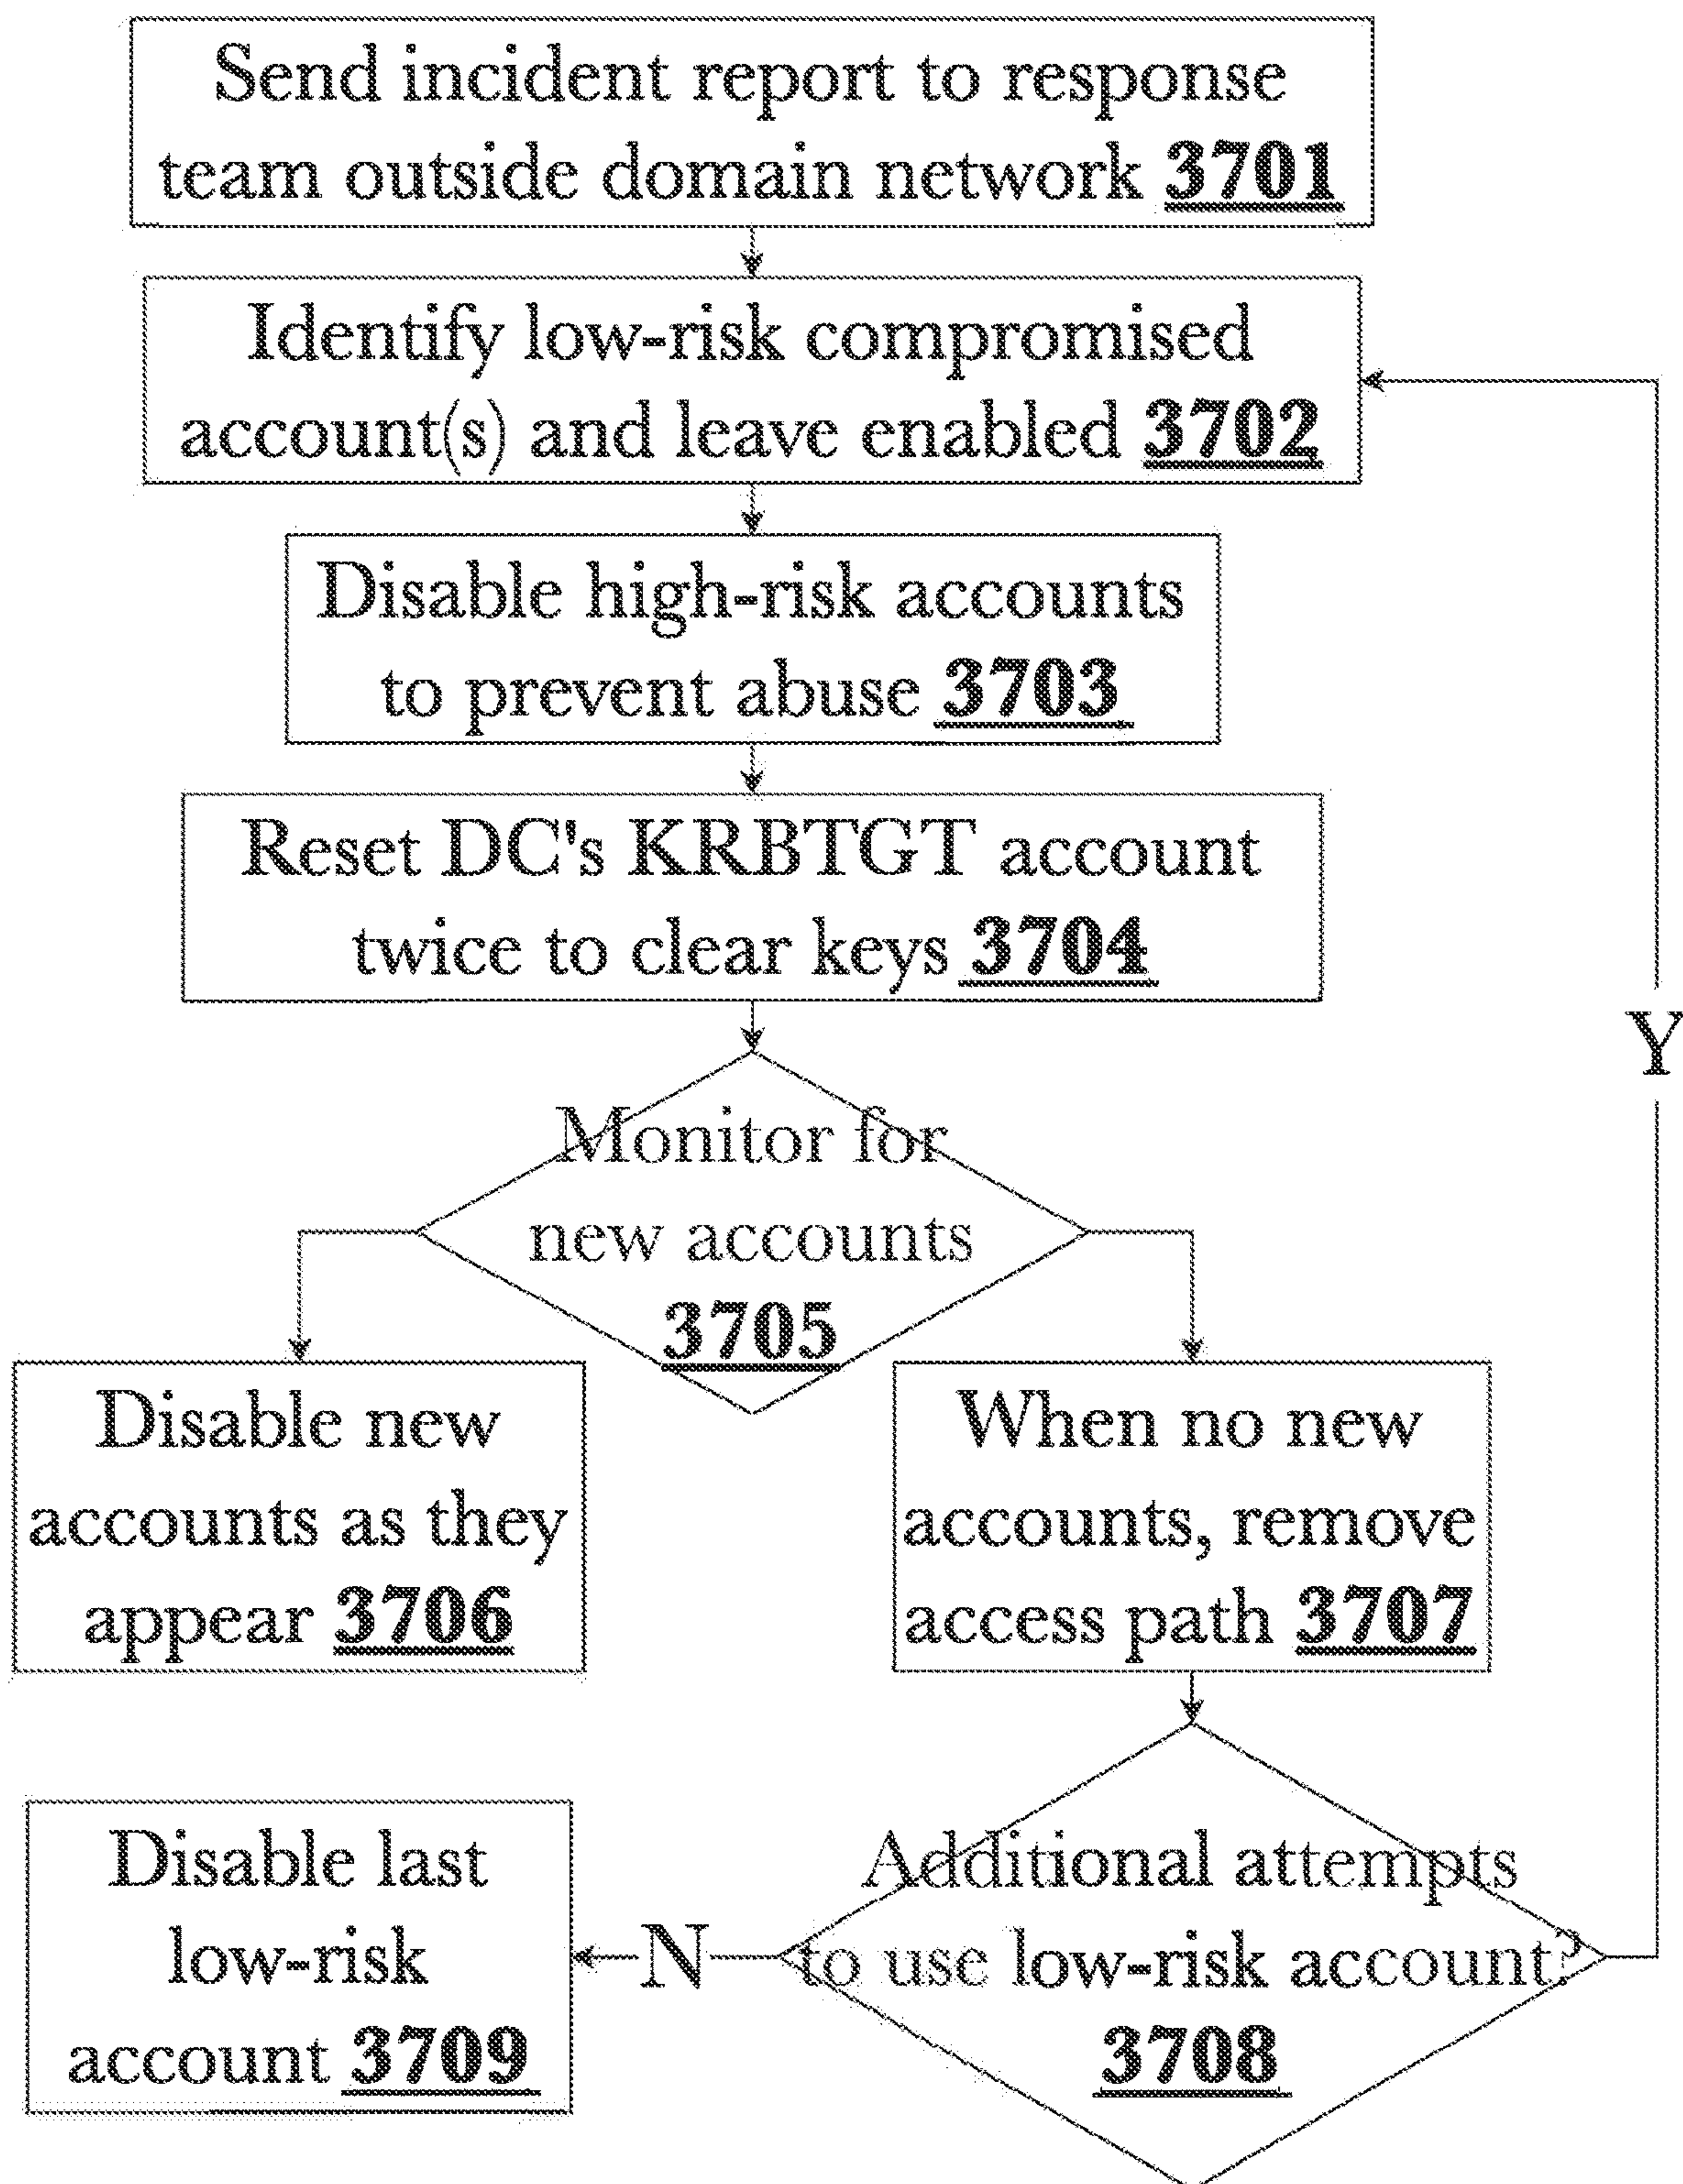 Send incident report to response
team outside domain network 3701
Identify low-risk compromised
account(s) and leave enabled 3702
Disable high-risk accounts
to prevent abuse 3703
Reset DC's KRBTGT account
twice to clear keys 3704
Y
Monitor for
new accounts
3705
Disable new
accounts as they
appear 3706
When no new
accounts, remove
access path 3707
Additional attempts
to use low-risk account?
3708
N
Disable last
low-risk
account 3709